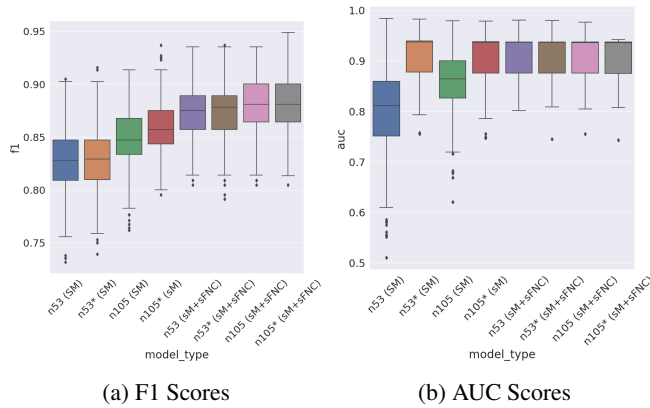 0.95
0.90
0.85
0.80
0.75
f1
n53 (SM)
n53* (SM)
n105 (SM)
n105* (sM)
n53 (sM+sFNC)
n53* (sM+sFNC)
n105 (sM+sFNC)
n105* (sM+sFNC)
model_type
(a) F1 Scores
1.0
0.9
0.8
0.7
0.6
0.5
auc
n53 (SM)
n53* (SM)
n105 (SM)
n105* (sM)
n53 (sM+sFNC)
n53* (sM+sFNC)
n105 (sM+sFNC)
n105* (sM+sFNC)
model_type
(b) AUC Scores